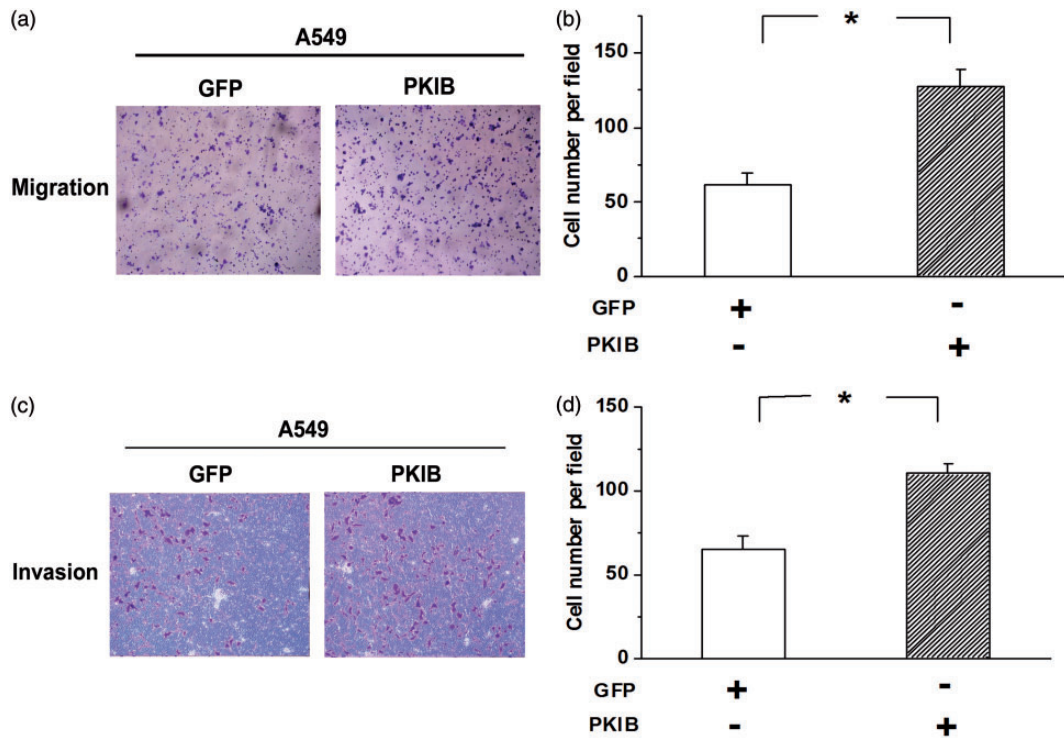 (a)
A549
GFP PKIB
Migration
(b)
*
Cell number per field
150
100
50
0
GFP + -
PKIB - +
(c)
A549
GFP PKIB
Invasion
(d)
*
Cell number per field
150
100
50
0
GFP + -
PKIB - +